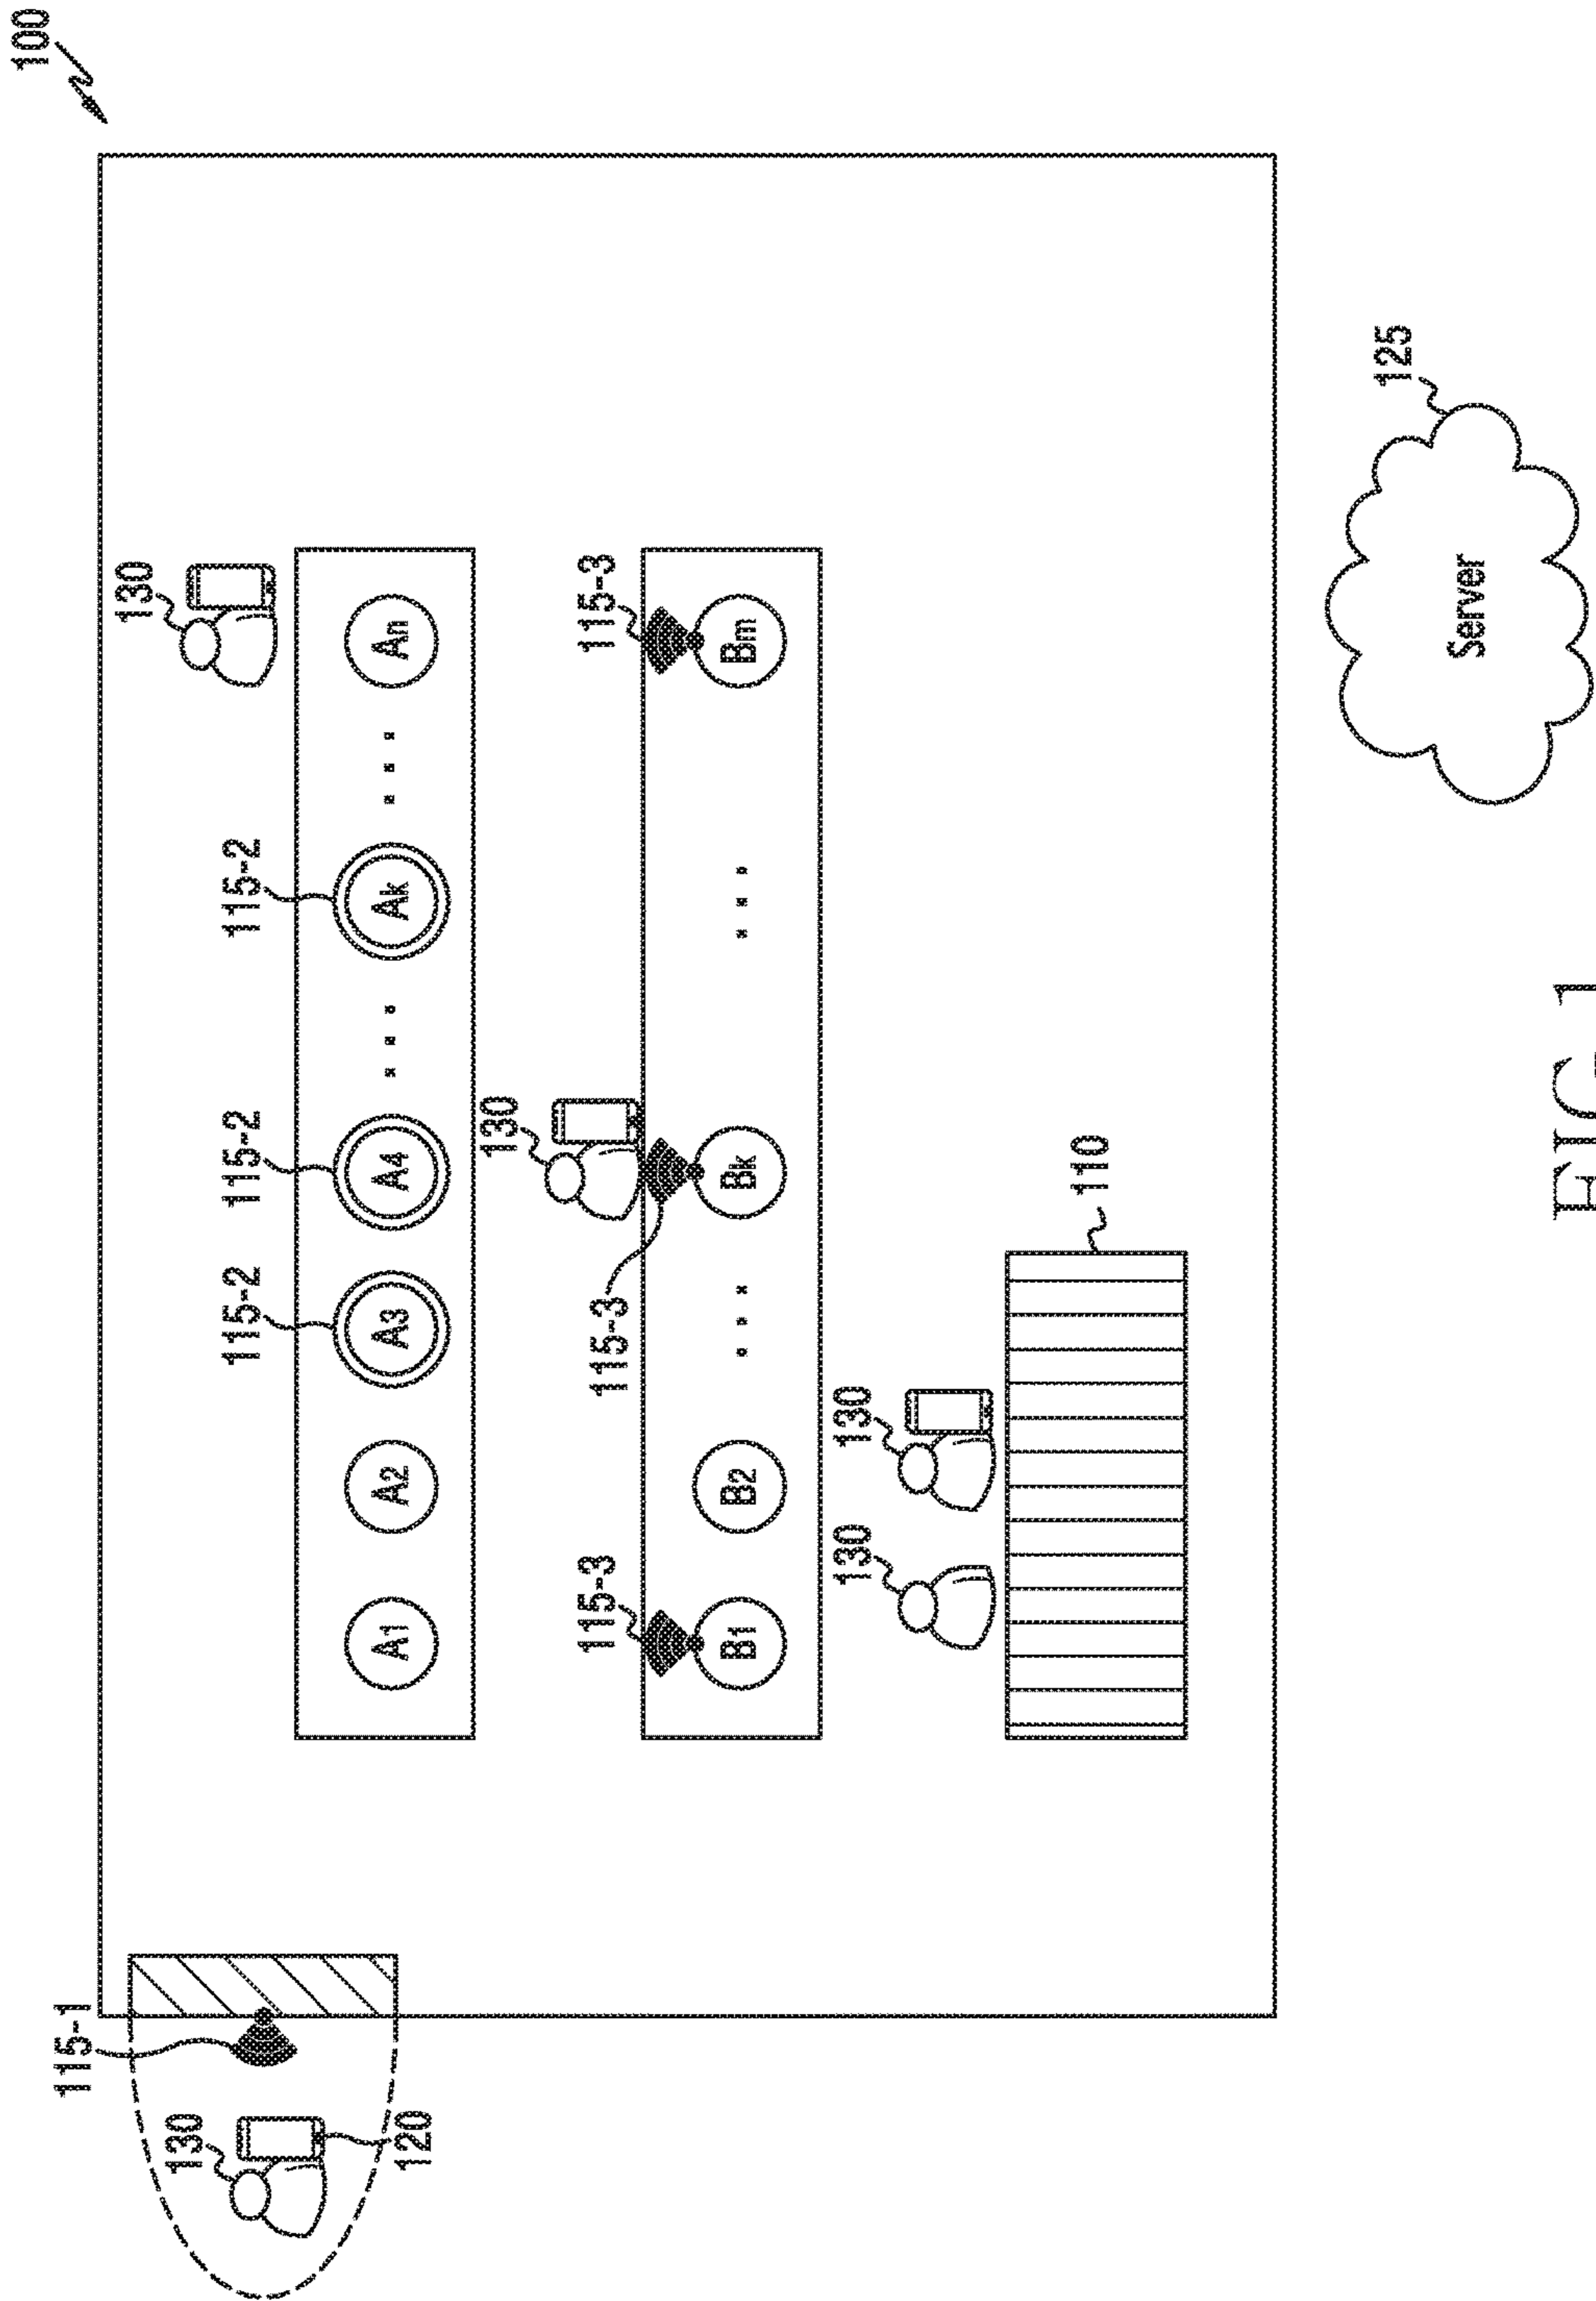 100
115-1
130
130
115-2 115-2 115-2
A1 A2 A3 A4 ... Ak ... An
120
130
115-3 115-3 115-3
B1 B2 ... Bk ... Bm
130 130
110
125
Server
FIG. 1